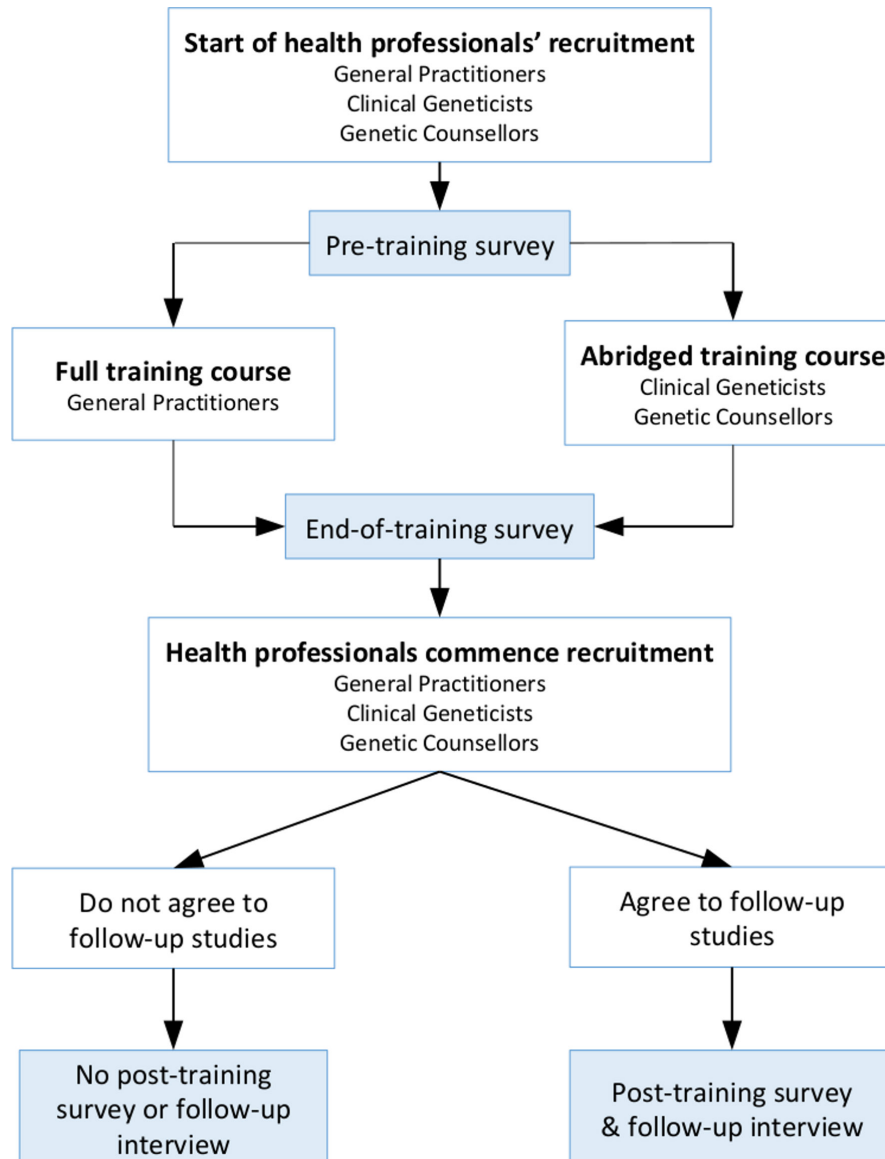 Start of health professionals’ recruitment
General Practitioners
Clinical Geneticists
Genetic Counsellors
Pre-training survey
Full training course
General Practitioners
Abridged training course
Clinical Geneticists
Genetic Counsellors
End-of-training survey
Health professionals commence recruitment
General Practitioners
Clinical Geneticists
Genetic Counsellors
Do not agree to
follow-up studies
Agree to follow-up
studies
No post-training
survey or follow-up
interview
Post-training survey
& follow-up interview